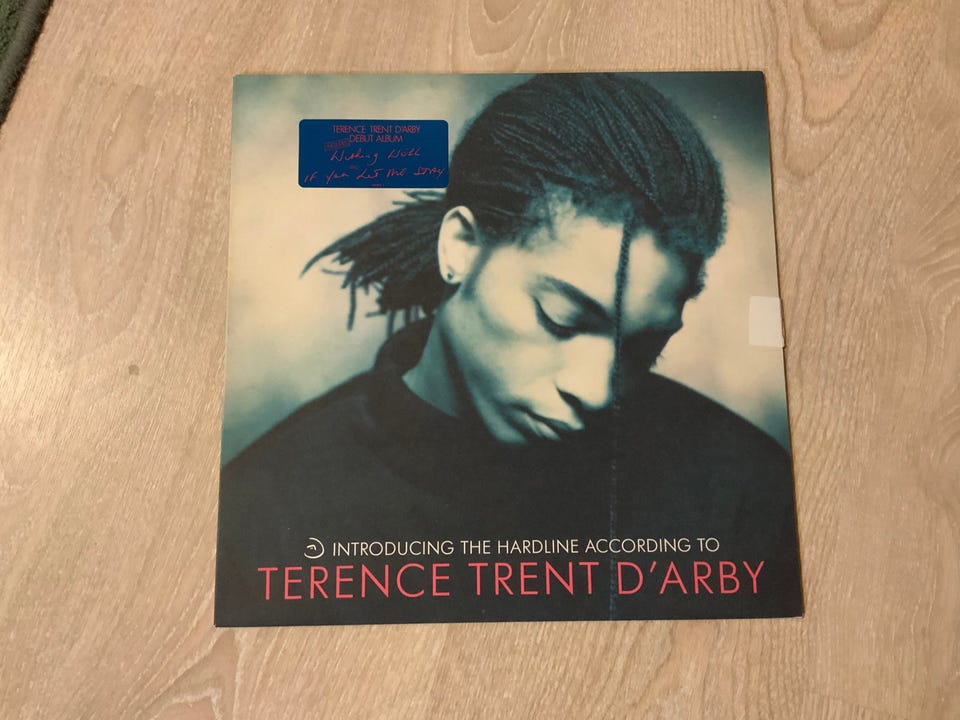 TERENCE TRENT D'ARBY
DEBUT ALBUM
Wishing Well
If You Let Me Stay
INTRODUCING THE HARDLINE ACCORDING TO
TERENCE TRENT D'ARBY